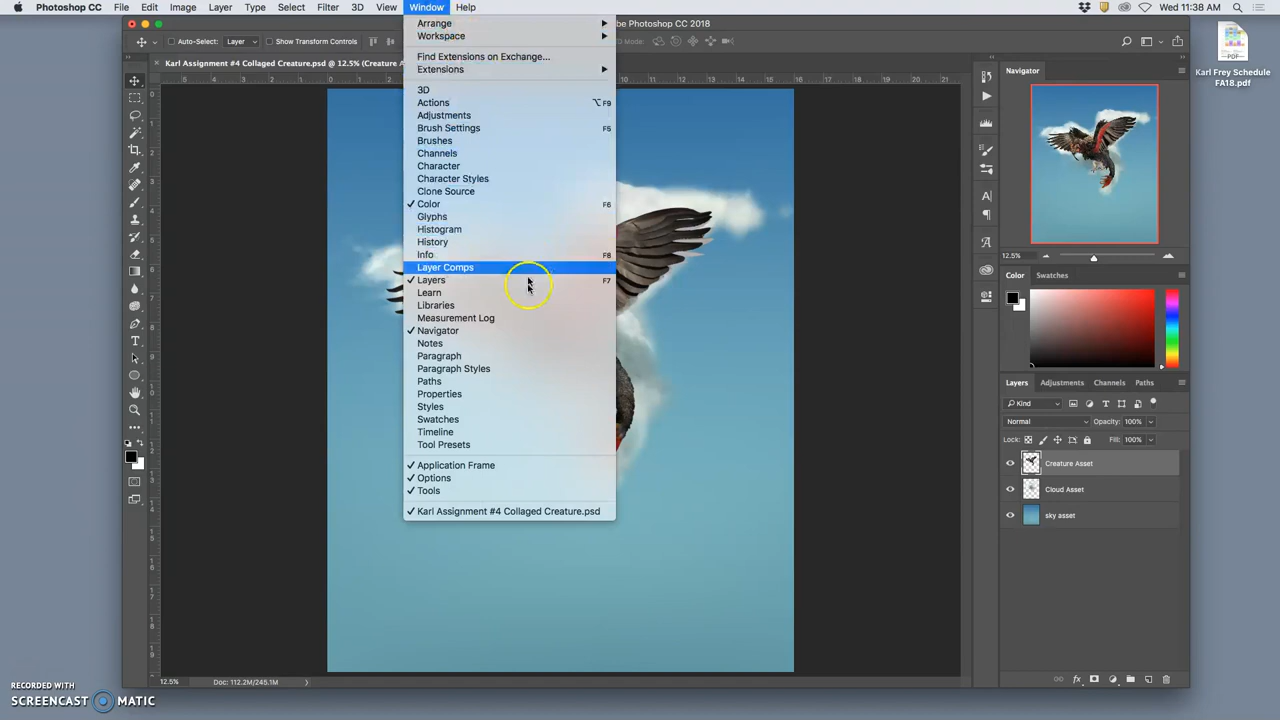 Photoshop CC File Edit Image Layer Type Select Filter 3D View Window Help Wed 11:38 AM
Adobe Photoshop CC 2018
Auto-Select: Layer Show Transform Controls 3D Mode:
Karl Assignment #4 Collaged Creature.psd @ 12.5% (Creature A
Arrange
Workspace
Find Extensions on Exchange...
Extensions
3D
Actions ⌥F9
Adjustments
Brush Settings F5
Brushes
Channels
Character
Character Styles
Clone Source
✓ Color F6
Glyphs
Histogram
History
Info F8
Layer Comps
✓ Layers F7
Learn
Libraries
Measurement Log
✓ Navigator
Notes
Paragraph
Paragraph Styles
Paths
Properties
Styles
Swatches
Timeline
Tool Presets
✓ Application Frame
✓ Options
✓ Tools
✓ Karl Assignment #4 Collaged Creature.psd
Navigator
12.5%
Color Swatches
Layers Adjustments Channels Paths
Kind
Normal Opacity: 100%
Lock: Fill: 100%
Creature Asset
Cloud Asset
sky asset
PDF
Karl Frey Schedule
FA18.pdf
12.5% Doc: 112.2M/245.1M
RECORDED WITH
SCREENCAST MATIC